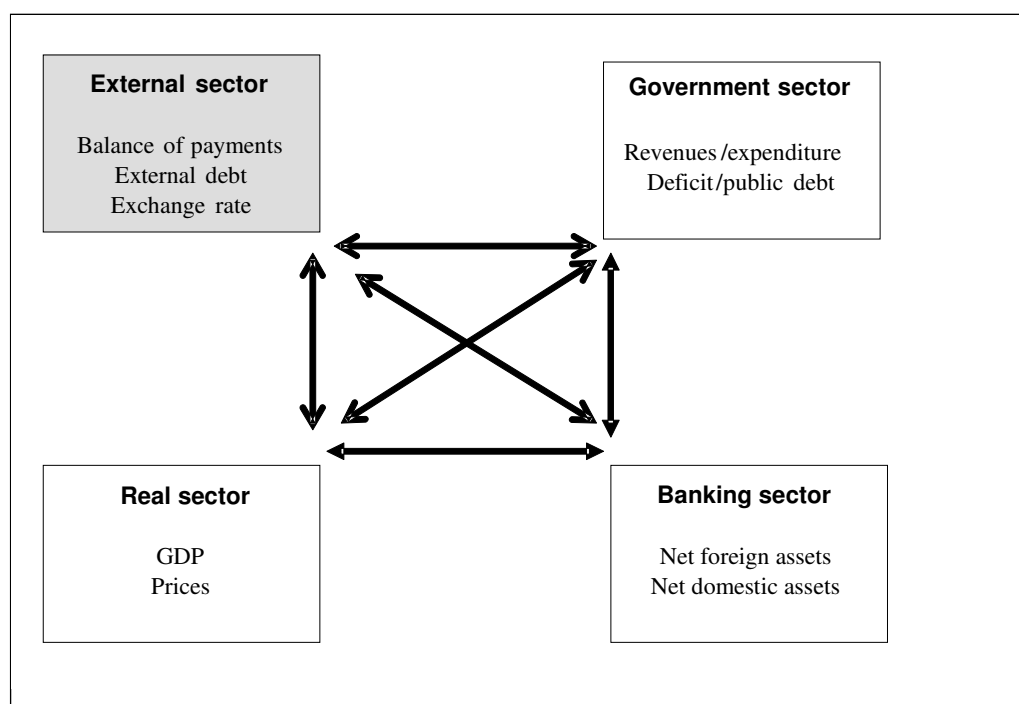 External sector
Balance of payments
External debt
Exchange rate
Government sector
Revenues/expenditure
Deficit/public debt
Real sector
GDP
Prices
Banking sector
Net foreign assets
Net domestic assets